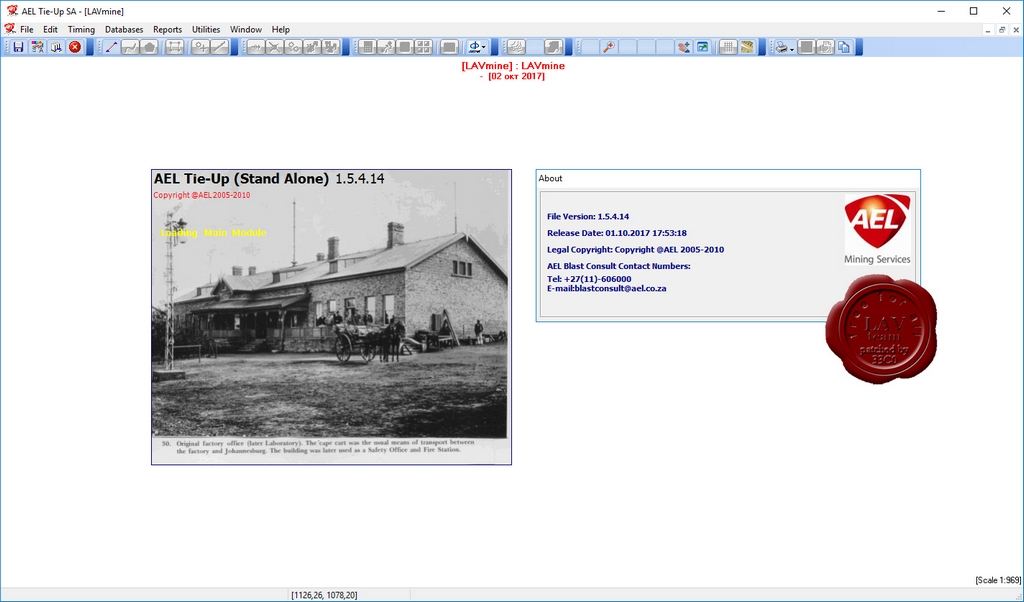 AEL Tie-Up SA - [LAVmine]
File Edit Timing Databases Reports Utilities Window Help
[LAVmine] : LAVmine
- [02 окт 2017]
AEL Tie-Up (Stand Alone) 1.5.4.14
Copyright @AEL 2005-2010
Loading Main Module
30. Original factory office (later Laboratory). The cape cart was the usual means of transport between
the factory and Johannesburg. The building was later used as a Safety Office and Fire Station.
About
File Version: 1.5.4.14
Release Date: 01.10.2017 17:53:18
Legal Copyright: Copyright @AEL 2005-2010
AEL Blast Consult Contact Numbers:
Tel: +27(11)-606000
E-mail:blastconsult@ael.co.za
AEL
Mining Services
LAV
team
patched by
33C1
[Scale 1:969]
[1126,26, 1078,20]